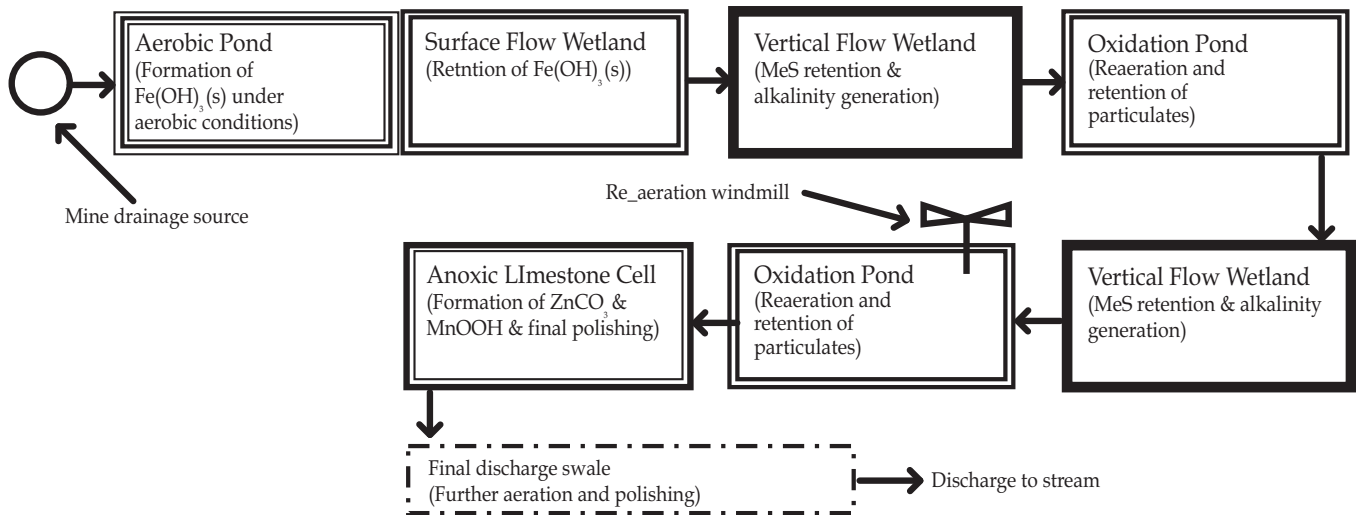 Aerobic Pond
(Formation of
Fe(OH)₃(s) under
aerobic conditions)
Surface Flow Wetland
(Retntion of Fe(OH)₃(s))
Vertical Flow Wetland
(MeS retention &
alkalinity generation)
Oxidation Pond
(Reaeration and
retention of
particulates)
Mine drainage source
Re_aeration windmill
Vertical Flow Wetland
(MeS retention & alkalinity
generation)
Oxidation Pond
(Reaeration and
retention of
particulates)
Anoxic LImestone Cell
(Formation of ZnCO₃ &
MnOOH & final polishing)
Final discharge swale
(Further aeration and polishing)
Discharge to stream